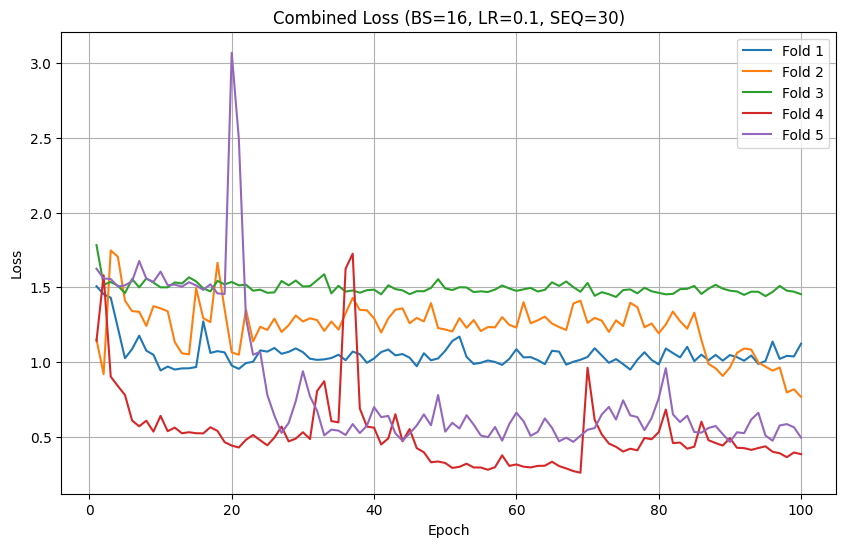 Combined Loss (BS=16, LR=0.1, SEQ=30)
Fold 1
Fold 2
Fold 3
Fold 4
Fold 5
Loss
3.0
2.5
2.0
1.5
1.0
0.5
0 20 40 60 80 100
Epoch